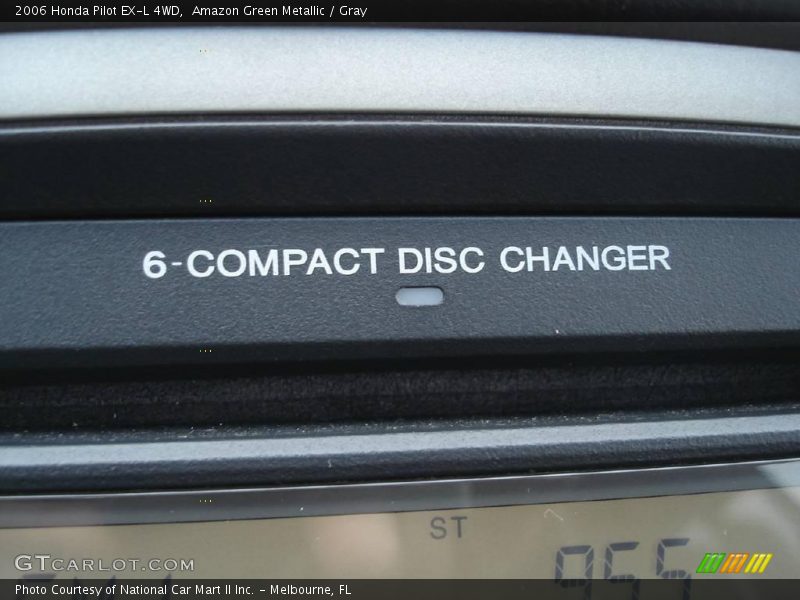 2006 Honda Pilot EX-L 4WD, Amazon Green Metallic / Gray
6-COMPACT DISC CHANGER
ST
955
GTCARLOT.COM
Photo Courtesy of National Car Mart II Inc. - Melbourne, FL